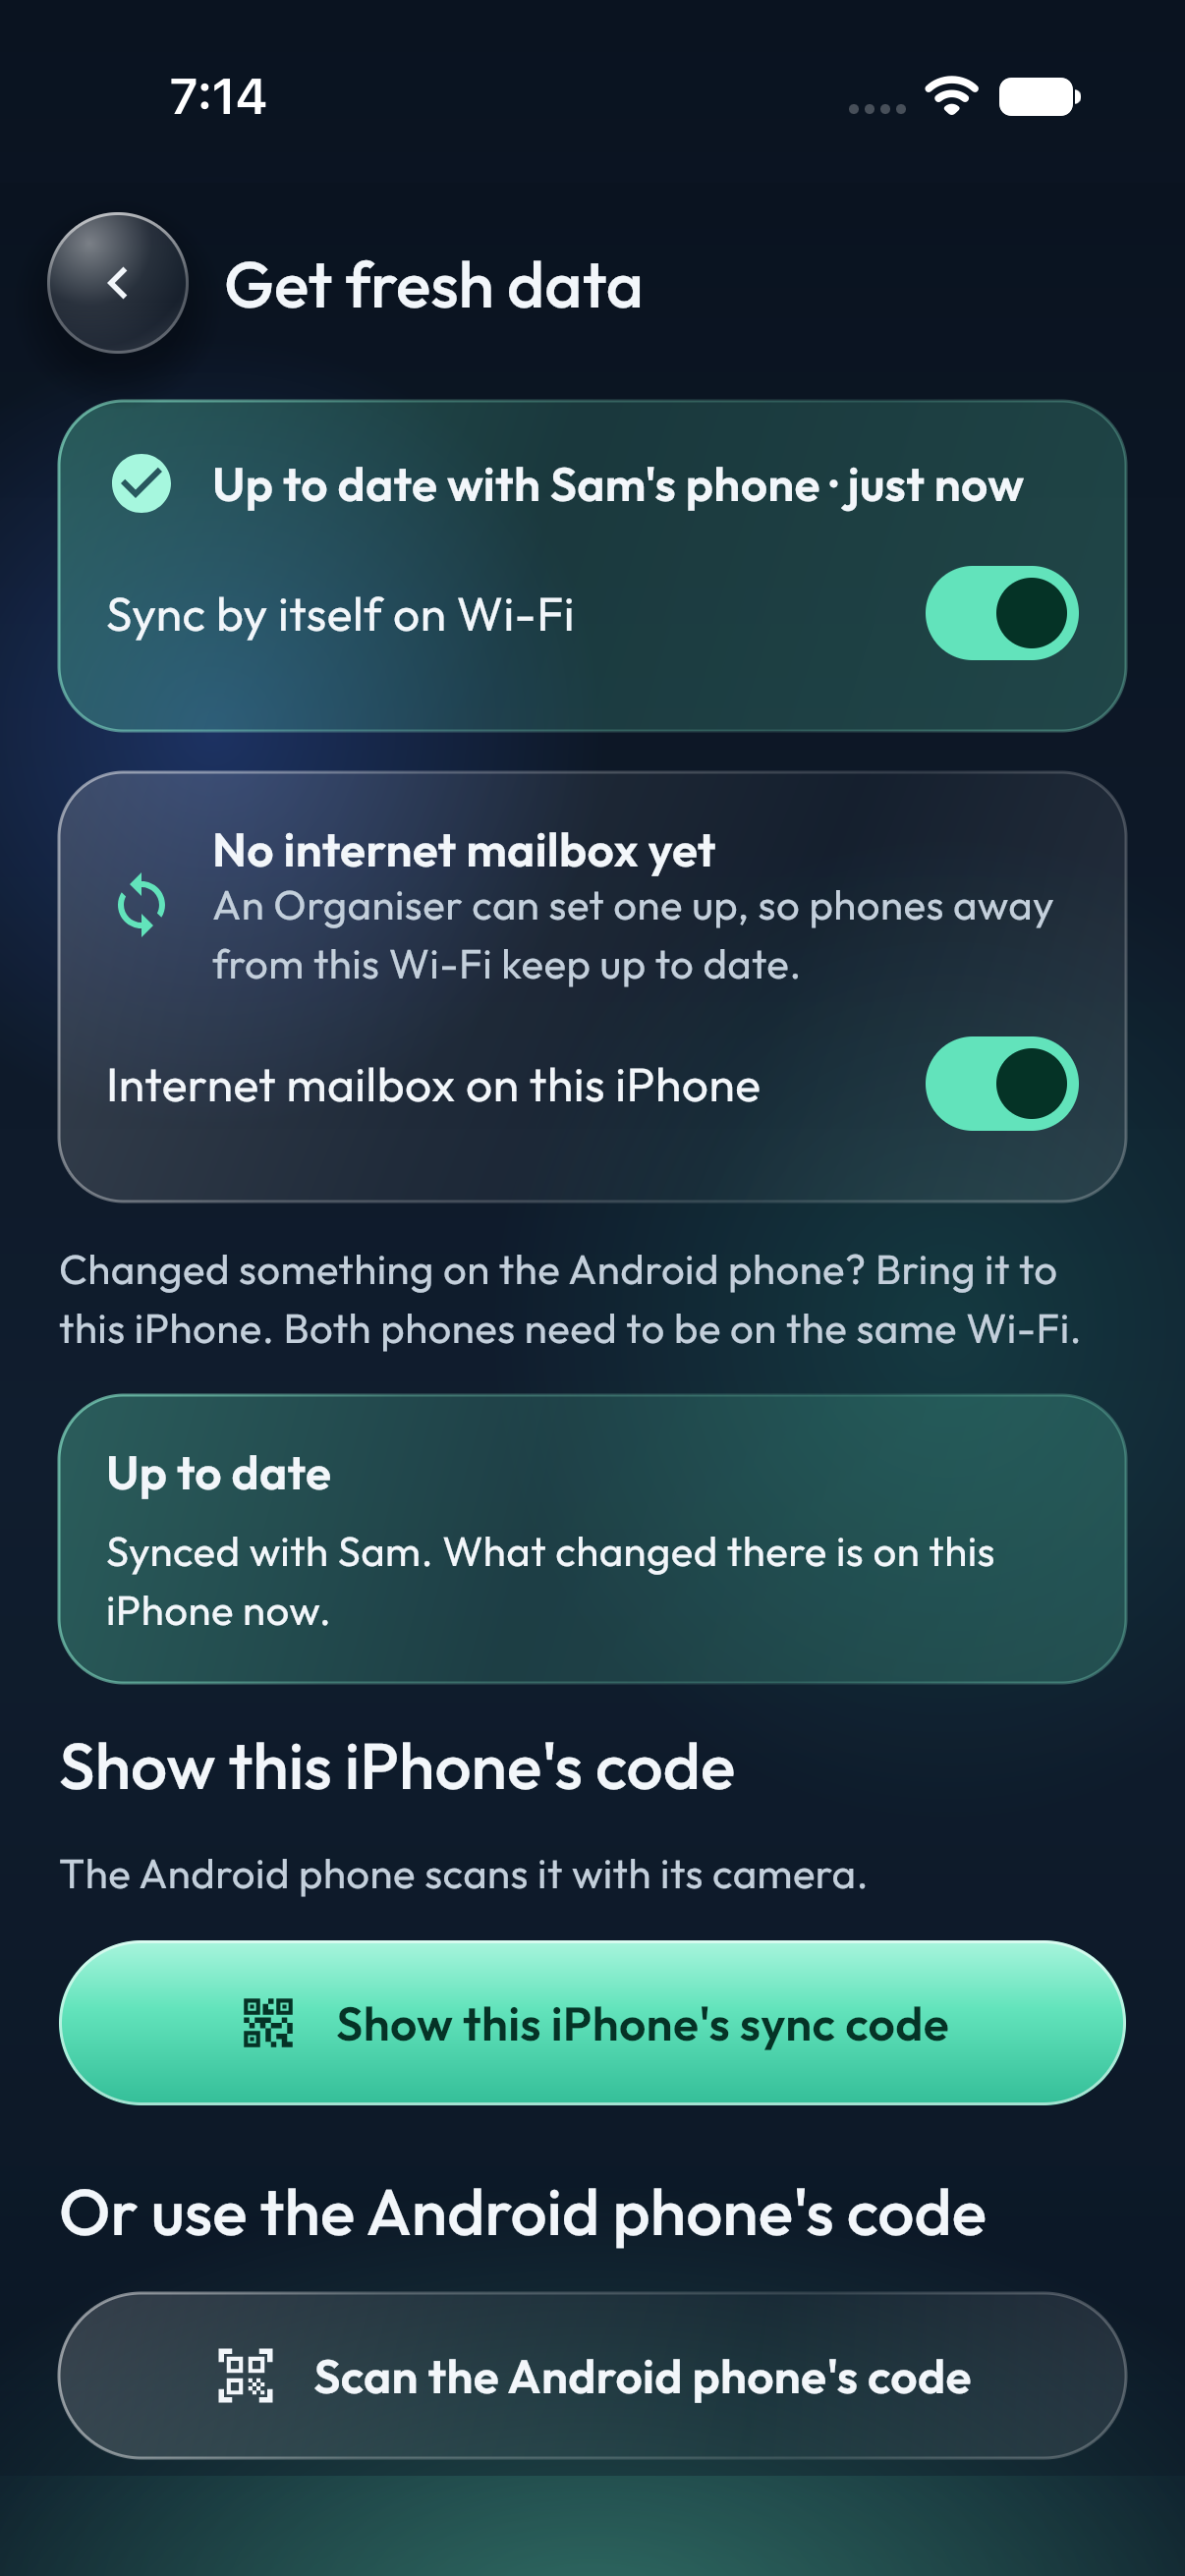 7:14
Get fresh data
Up to date with Sam's phone · just now
Sync by itself on Wi-Fi
No internet mailbox yet
An Organiser can set one up, so phones away
from this Wi-Fi keep up to date.
Internet mailbox on this iPhone
Changed something on the Android phone? Bring it to
this iPhone. Both phones need to be on the same Wi-Fi.
Up to date
Synced with Sam. What changed there is on this
iPhone now.
Show this iPhone's code
The Android phone scans it with its camera.
Show this iPhone's sync code
Or use the Android phone's code
Scan the Android phone's code